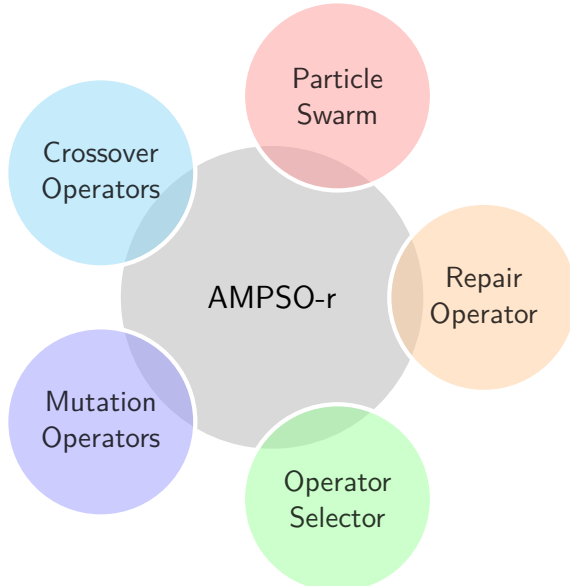 Particle
Swarm
Crossover
Operators
Repair
Operator
AMPSO-r
Mutation
Operators
Operator
Selector